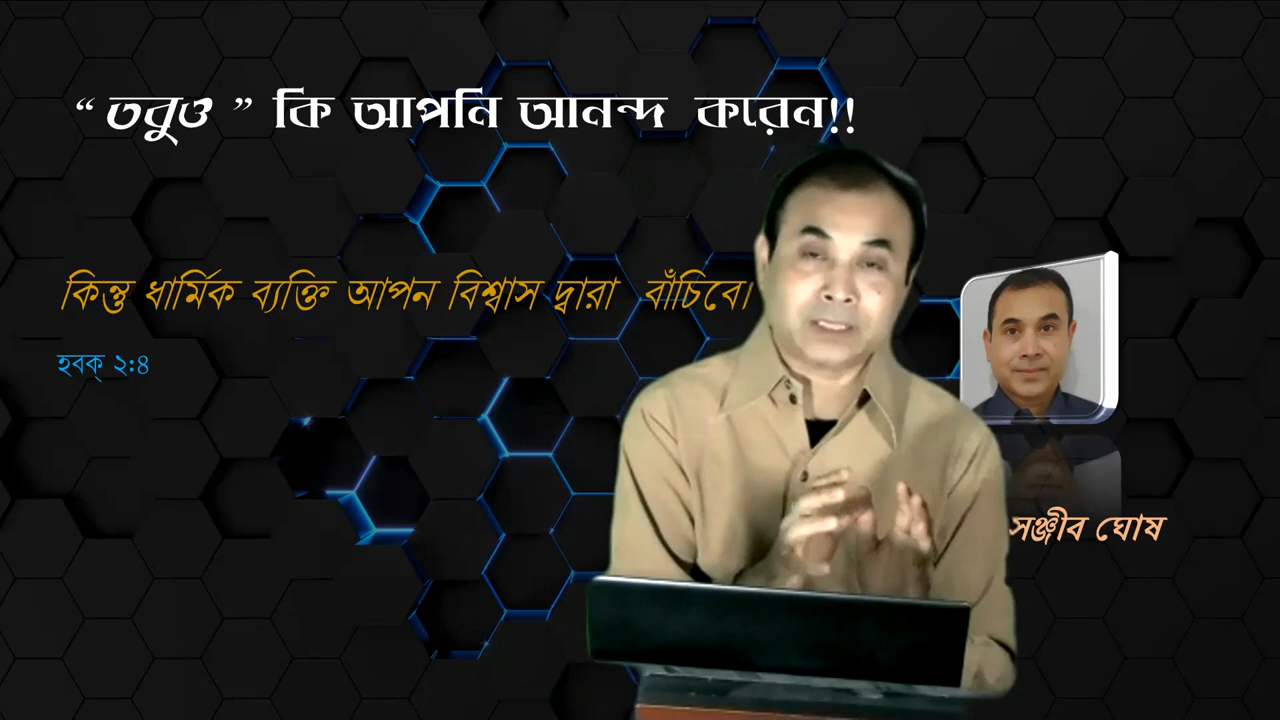 “ তবুও ” কি আপনি আনন্দ করেন!!
কিন্তু ধার্মিক ব্যক্তি আপন বিশ্বাস দ্বারা বাঁচিবে।
হবক্ ২:৪
সঞ্জীব ঘোষ